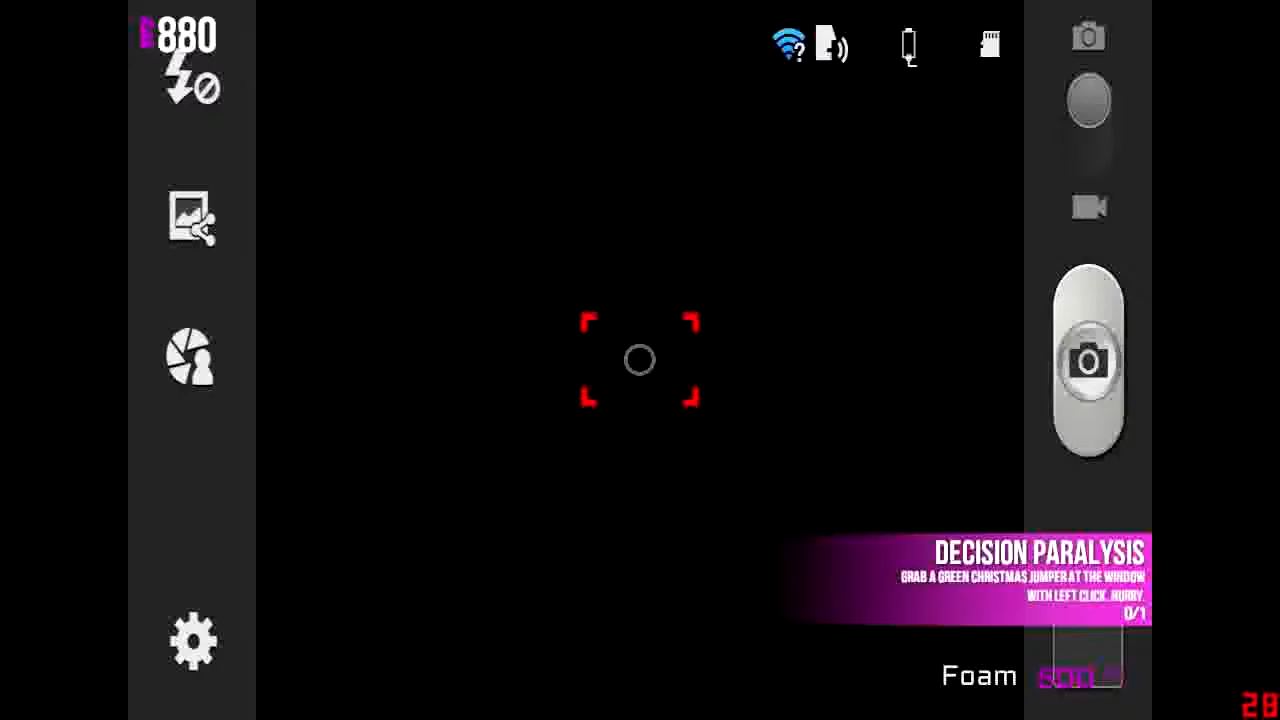 880
DECISION PARALYSIS
GRAB A GREEN CHRISTMAS JUMPER AT THE WINDOW
WITH LEFT CLICK. HURRY.
0/1
Foam
28